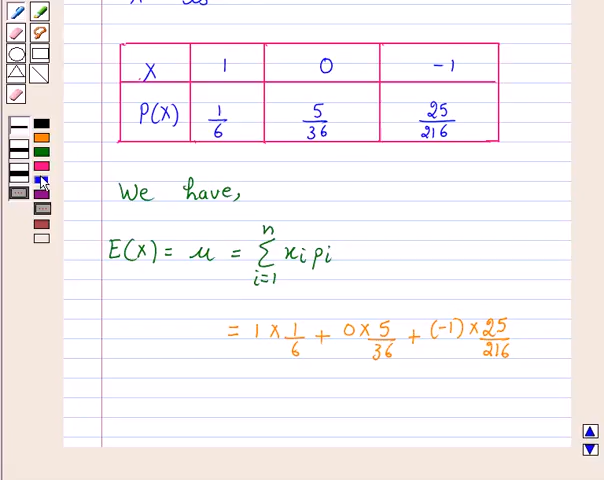 X 1 0 -1
P(X) 1/6 5/36 25/216
We have,
E(X) = μ = n∑i=1 xi pi
= 1 × 1/6 + 0 × 5/36 + (-1) × 25/216